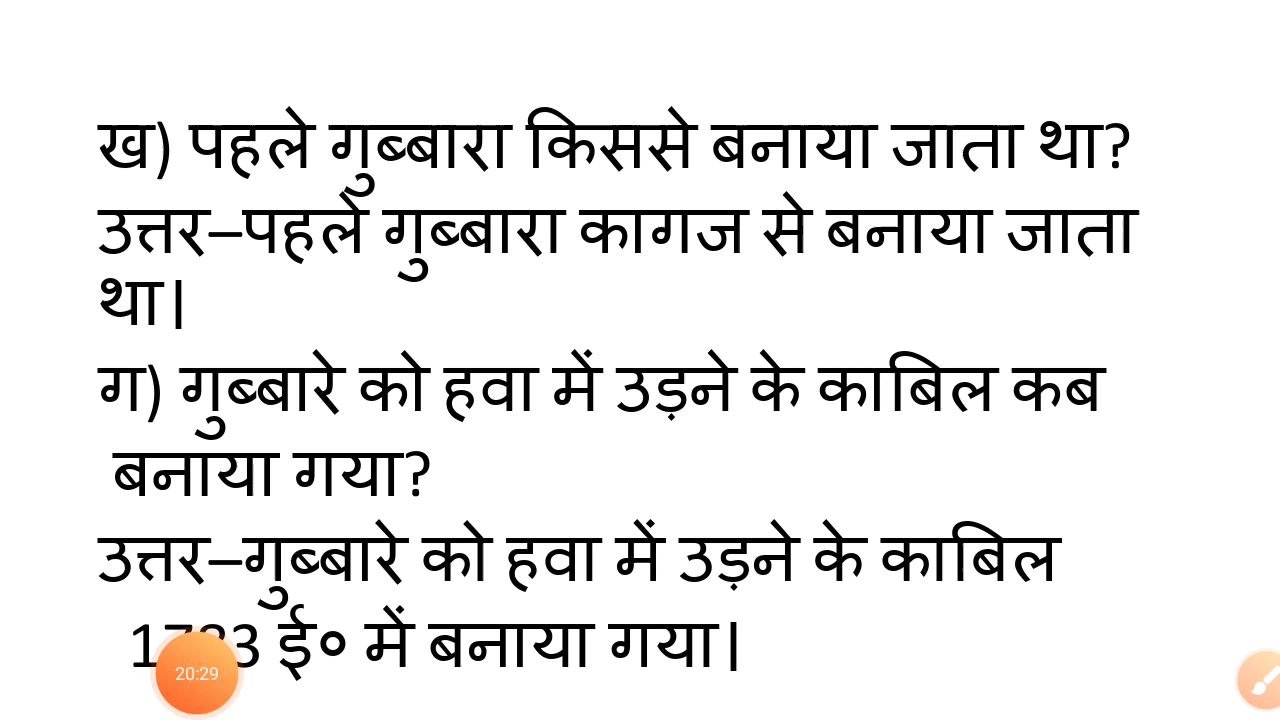 ख) पहले गुब्बारा किससे बनाया जाता था?
उत्तर–पहले गुब्बारा कागज से बनाया जाता
था।
ग) गुब्बारे को हवा में उड़ने के काबिल कब
बनाया गया?
उत्तर–गुब्बारे को हवा में उड़ने के काबिल
ई० में बनाया गया।
20:29